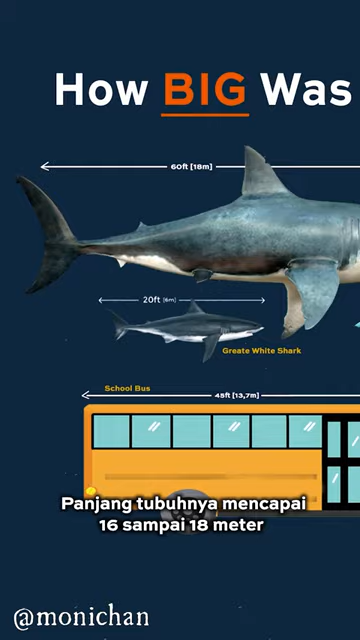 How BIG Was
60ft [18m]
20ft [6m]
Greate White Shark
School Bus
45ft [13,7m]
Panjang tubuhnya mencapai
16 sampai 18 meter
@monichan